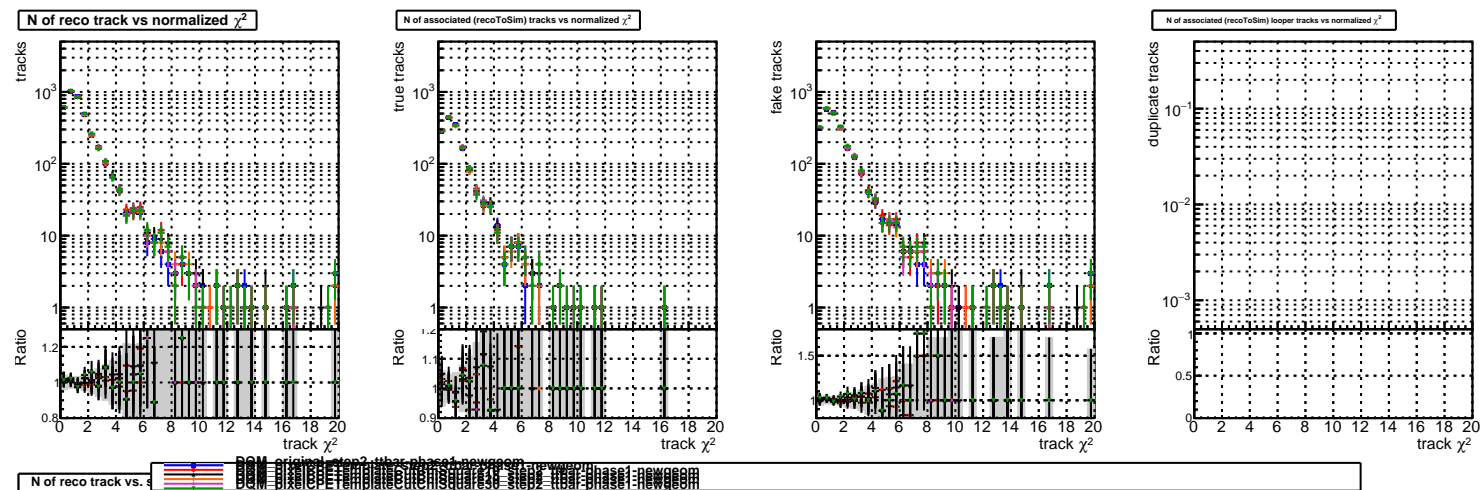 N of reco track vs normalized χ²
N of associated (recoToSim) tracks vs normalized χ²
N of associated (recoToSim) looper tracks vs normalized χ²
tracks
10³
10²
10
1
Ratio
1.2
1
0.8
0 2 4 6 8 10 12 14 16 18 20
track χ²
true tracks
10³
10²
10
1
Ratio
1.1
1
0.9
0 2 4 6 8 10 12 14 16 18 20
track χ²
fake tracks
10³
10²
10
1
Ratio
1.5
1
0 2 4 6 8 10 12 14 16 18 20
track χ²
duplicate tracks
10⁻¹
10⁻²
10⁻³
Ratio
1
0.5
0
0 2 4 6 8 10 12 14 16 18 20
track χ²
N of reco track vs.
DQM_original_step2_ttbar-phase1-newgeom